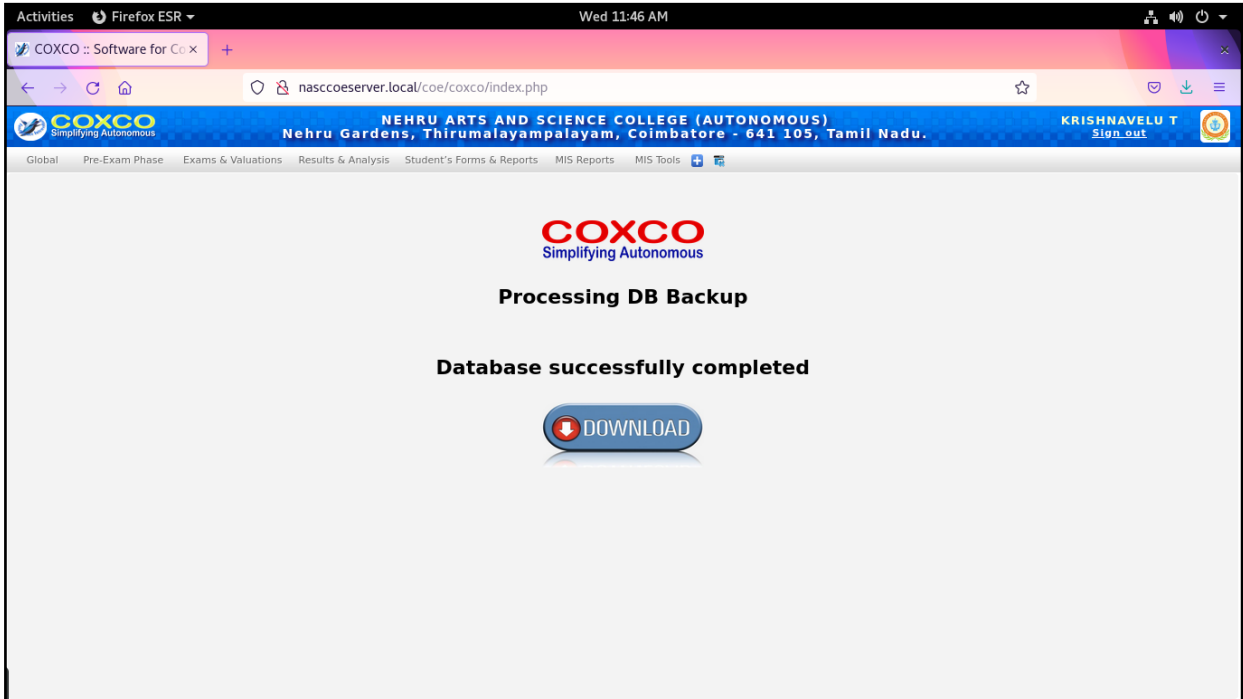 Activities Firefox ESR Wed 11:46 AM
COXCO :: Software for Co × +
nasccoeserver.local/coe/coxco/index.php
COXCO
Simplifying Autonomous
NEHRU ARTS AND SCIENCE COLLEGE (AUTONOMOUS)
Nehru Gardens, Thirumalayampalayam, Coimbatore - 641 105, Tamil Nadu.
KRISHNAVELU T
Sign out
Global Pre-Exam Phase Exams & Valuations Results & Analysis Student's Forms & Reports MIS Reports MIS Tools
COXCO
Simplifying Autonomous
Processing DB Backup
Database successfully completed
DOWNLOAD